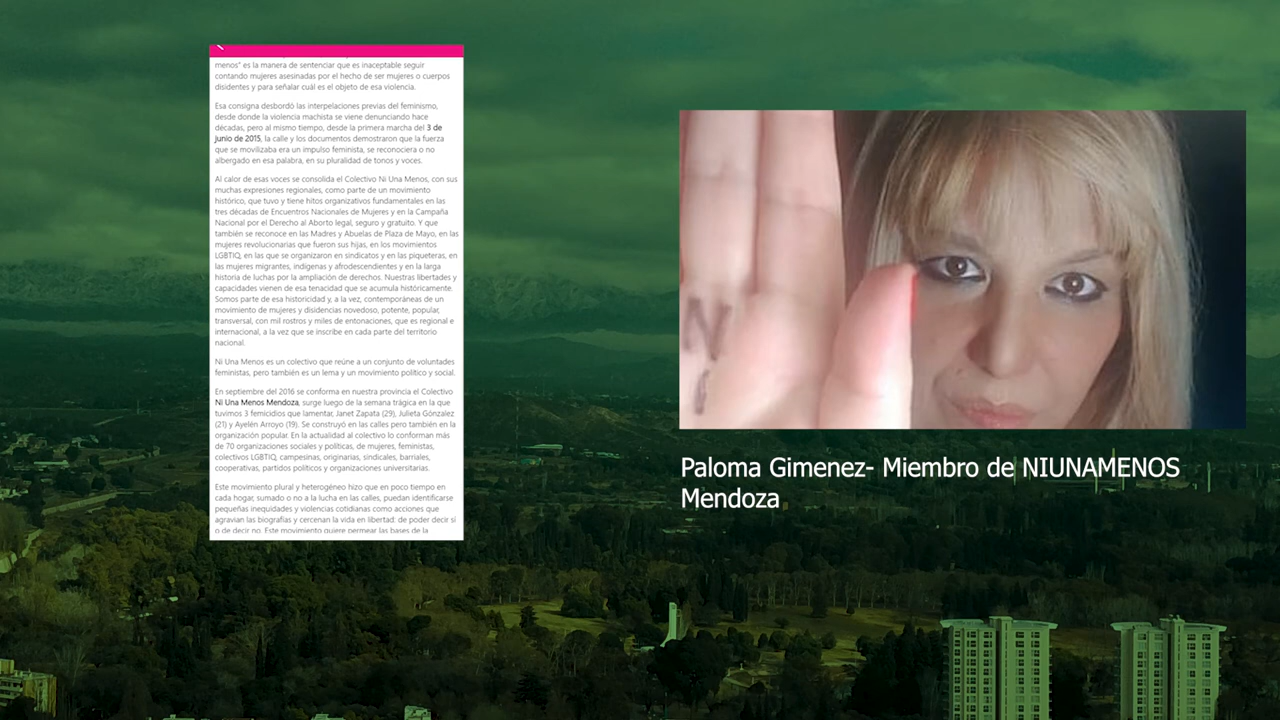 menos" es la manera de sentenciar que es inaceptable seguir
contando mujeres asesinadas por el hecho de ser mujeres o cuerpos
disidentes y para señalar cuál es el objeto de esa violencia.
Esa consigna desbordó las interpelaciones previas del feminismo,
desde donde la violencia machista se viene denunciando hace
décadas, pero al mismo tiempo, desde la primera marcha del 3 de
junio de 2015, la calle y los documentos demostraron que la fuerza
que se movilizaba era un impulso feminista, se reconociera o no
albergado en esa palabra, en su pluralidad de tonos y voces.
Al calor de esas voces se consolida el Colectivo Ni Una Menos, con sus
muchas expresiones regionales, como parte de un movimiento
histórico, que tuvo y tiene hitos organizativos fundamentales en las
tres décadas de Encuentros Nacionales de Mujeres y en la Campaña
Nacional por el Derecho al Aborto legal, seguro y gratuito. Y que
también se reconoce en las Madres y Abuelas de Plaza de Mayo, en las
mujeres revolucionarias que fueron sus hijas, en los movimientos
LGBTIQ, en las que se organizaron en sindicatos y en las piqueteras, en
las mujeres migrantes, indígenas y afrodescendientes y en la larga
historia de luchas por la ampliación de derechos. Nuestras libertades y
capacidades vienen de esa tenacidad que se acumula históricamente
Somos parte de esa historicidad y, a la vez, contemporáneas de un
movimiento de mujeres y disidencias novedoso, potente, popular,
transversal, con mil rostros y miles de entonaciones, que es regional e
internacional, a la vez que se inscribe en cada parte del territorio
nacional.
Ni Una Menos es un colectivo que reúne a un conjunto de voluntades
feministas, pero también es un lema y un movimiento político y social.
En septiembre del 2016 se conforma en nuestra provincia el Colectivo
Ni Una Menos Mendoza, surge luego de la semana trágica en la que
tuvimos 3 femicidios que lamentar, Janet Zapata (29), Julieta Gónzalez
(21) y Ayelén Arroyo (19). Se construyó en las calles pero también en la
organización popular. En la actualidad al colectivo lo conforman más
de 70 organizaciones sociales y políticas, de mujeres, feministas,
colectivos LGBTIQ, campesinas, originarias, sindicales, barriales,
cooperativas, partidos políticos y organizaciones universitarias.
Este movimiento plural y heterogéneo hizo que en poco tiempo en
cada hogar, sumado o no a la lucha en las calles, puedan identificarse
pequeñas inequidades y violencias cotidianas como acciones que
agravian las biografías y cercenan la vida en libertad: de poder decir sí
o de decir no. Este movimiento quiere permear las bases de la
N
Paloma Gimenez- Miembro de NIUNAMENOS
Mendoza